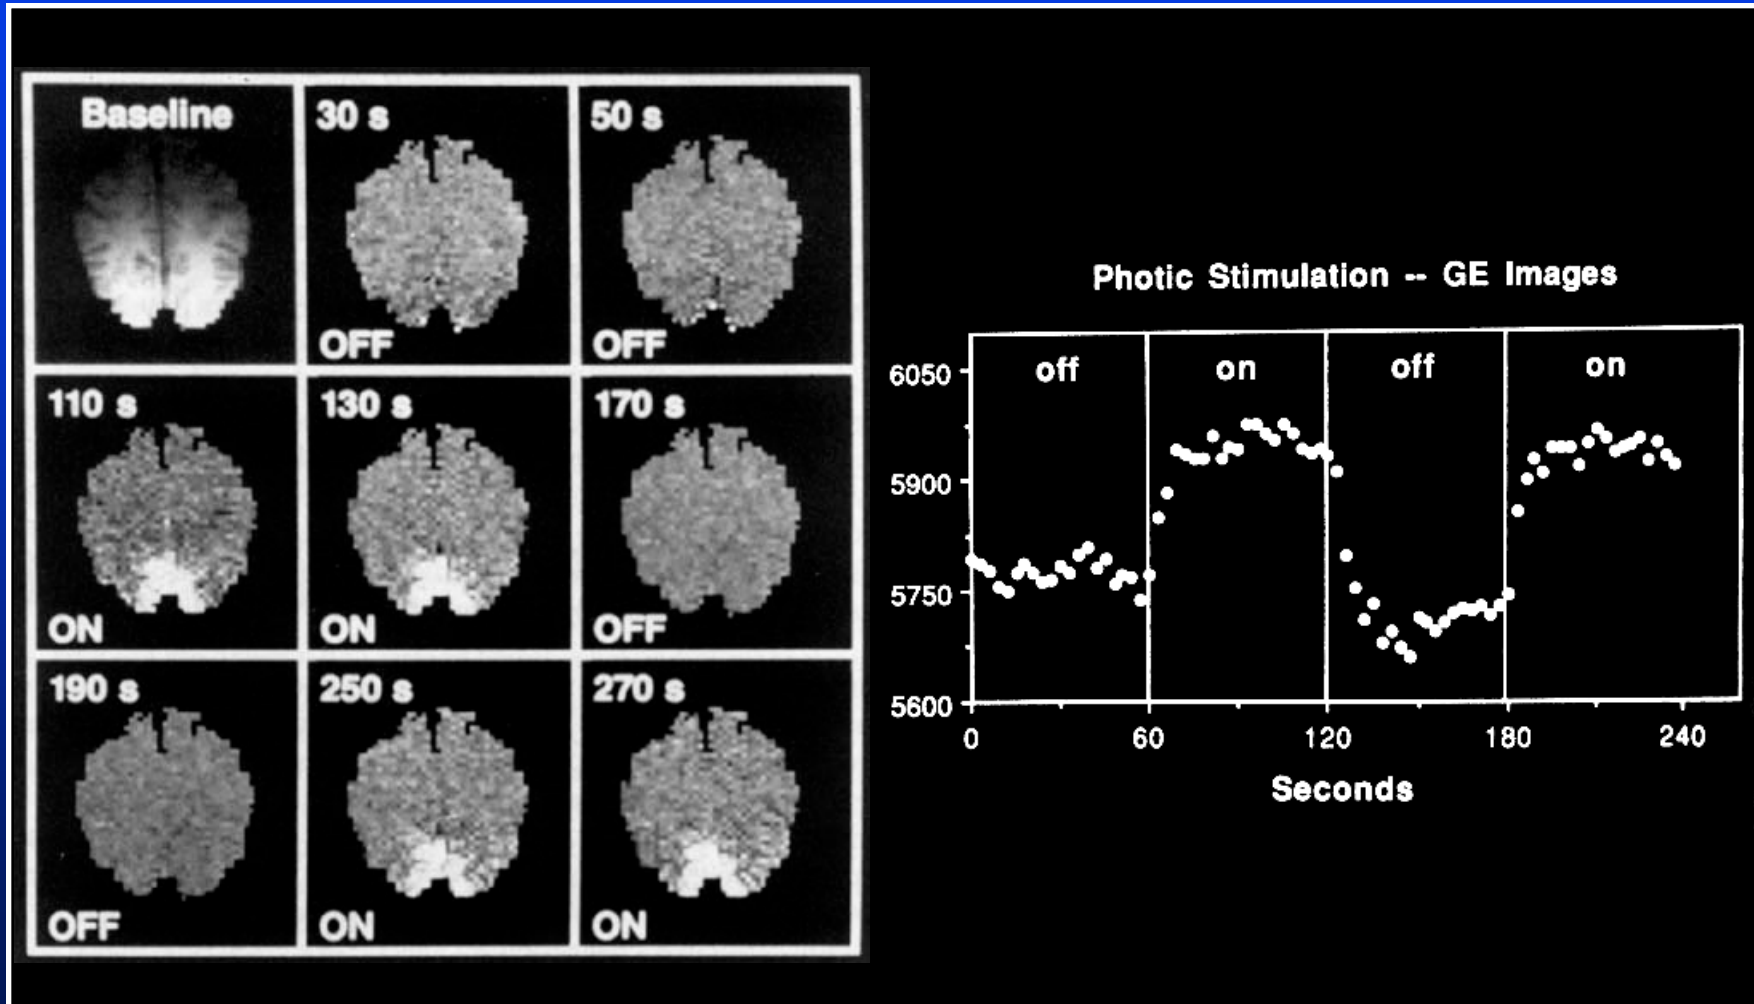 Baseline
30 s
OFF
50 s
OFF
110 s
ON
130 s
ON
170 s
OFF
190 s
OFF
250 s
ON
270 s
ON
Photic Stimulation -- GE Images
off on off on
6050
5900
5750
5600
0 60 120 180 240
Seconds